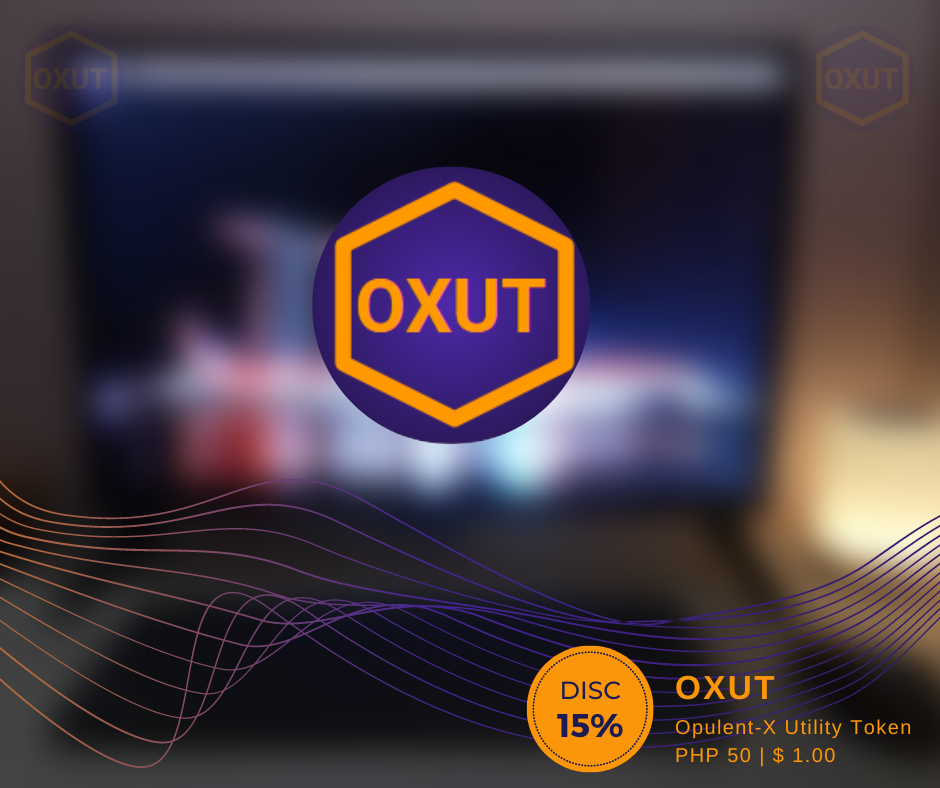 OXUT
OXUT
OXUT
DISC
15%
OXUT
Opulent-X Utility Token
PHP 50 | $ 1.00